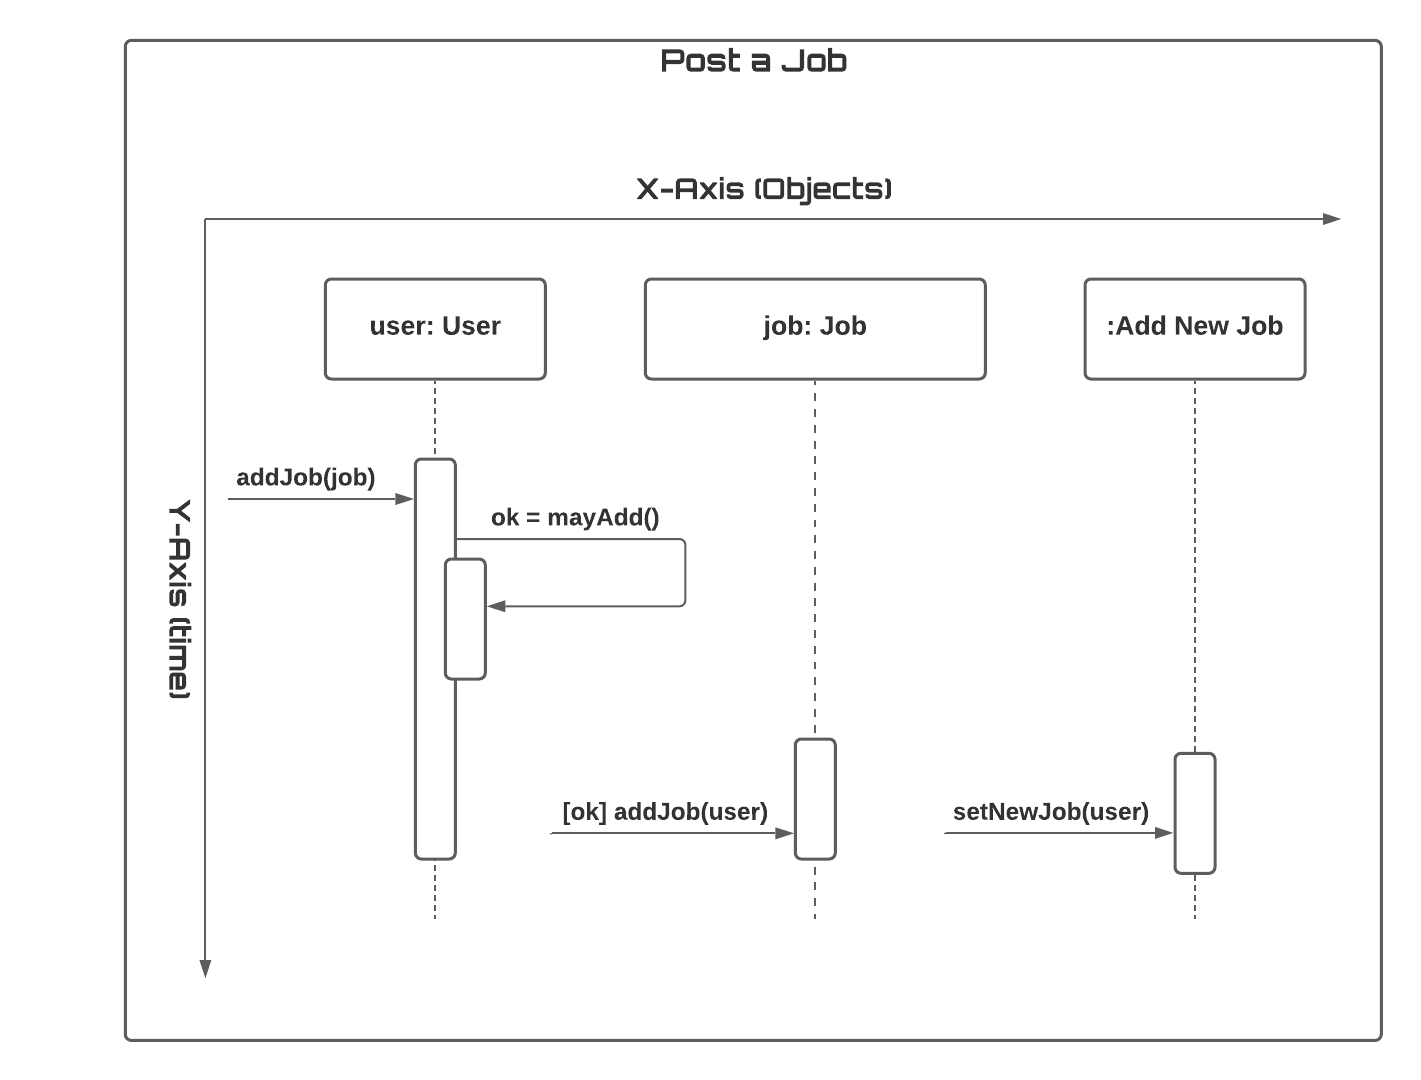 Post a Job
X-Axis (Objects)
user: User
job: Job
:Add New Job
addJob(job)
ok = mayAdd()
Y-Axis (time)
[ok] addJob(user)
setNewJob(user)